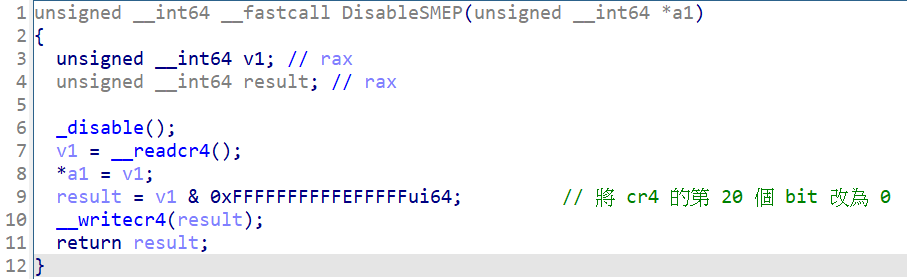 1 unsigned __int64 __fastcall DisableSMEP(unsigned __int64 *a1)
2 {
3   unsigned __int64 v1; // rax
4   unsigned __int64 result; // rax
5
6   _disable();
7   v1 = __readcr4();
8   *a1 = v1;
9   result = v1 & 0xFFFFFFFFFFEFFFFFui64;         // 將 cr4 的第 20 個 bit 改為 0
10   __writecr4(result);
11   return result;
12 }